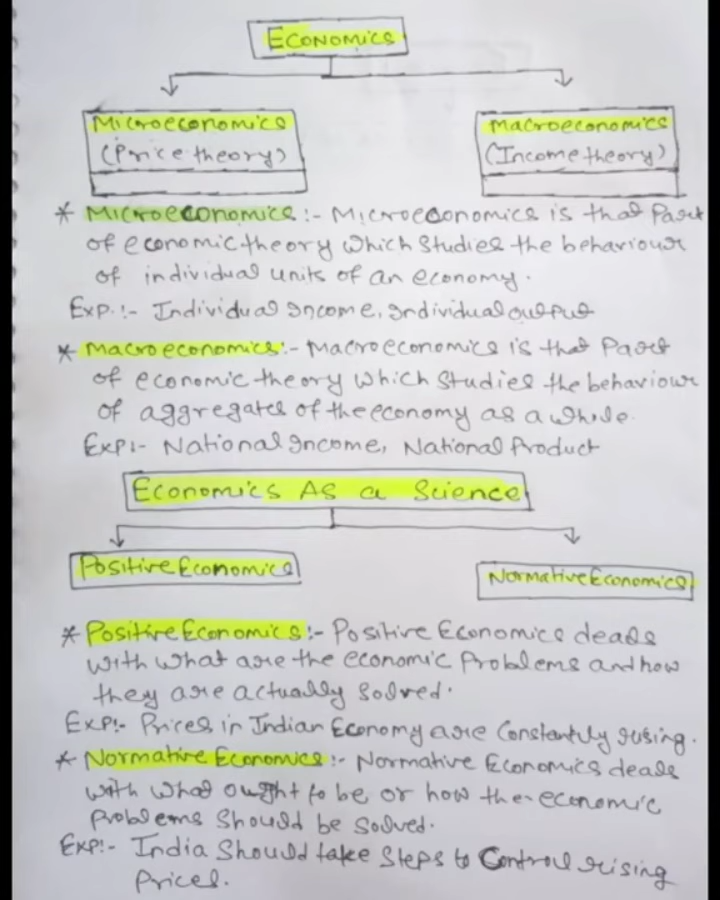 Economics
Microeconomics
(Price theory)
Macroeconomics
(Income theory)
* Microeconomics :- Microeconomics is that Part
of economic theory which studies the behaviour
of individual units of an economy.
Exp. :- Individual Income, Individual output
* Macroeconomics :- Macroeconomics is that Part
of economic theory which studies the behaviour
of aggregates of the economy as a whole.
Exp :- National Income, National Product
Economics As a Science
Positive Economics
Normative Economics
* Positive Economics :- Positive Economics deals
with what are the economic Problems and how
they are actually solved.
Exp :- Prices in Indian Economy are Constantly rising.
* Normative Economics :- Normative Economics deals
with what ought to be or how the economic
Problems should be solved.
Exp :- India Should take Steps to Control rising
Prices.